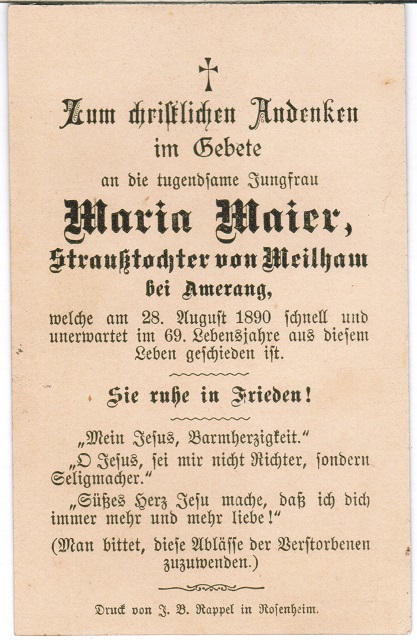 Zum christlichen Andenken
im Gebete
an die tugendsame Jungfrau
Maria Maier,
Straußtochter von Meilham
bei Amerang,
welche am 28. August 1890 schnell und
unerwartet im 69. Lebensjahre aus diesem
Leben geschieden ist.
Sie ruhe in Frieden!
„Mein Jesus, Barmherzigkeit.“
„O Jesus, sei mir nicht Richter, sondern
Seligmacher.“
„Süßes Herz Jesu mache, daß ich dich
immer mehr und mehr liebe!“
(Man bittet, diese Ablässe der Verstorbenen
zuzuwenden.)
Druck von J. B. Rappel in Rosenheim.